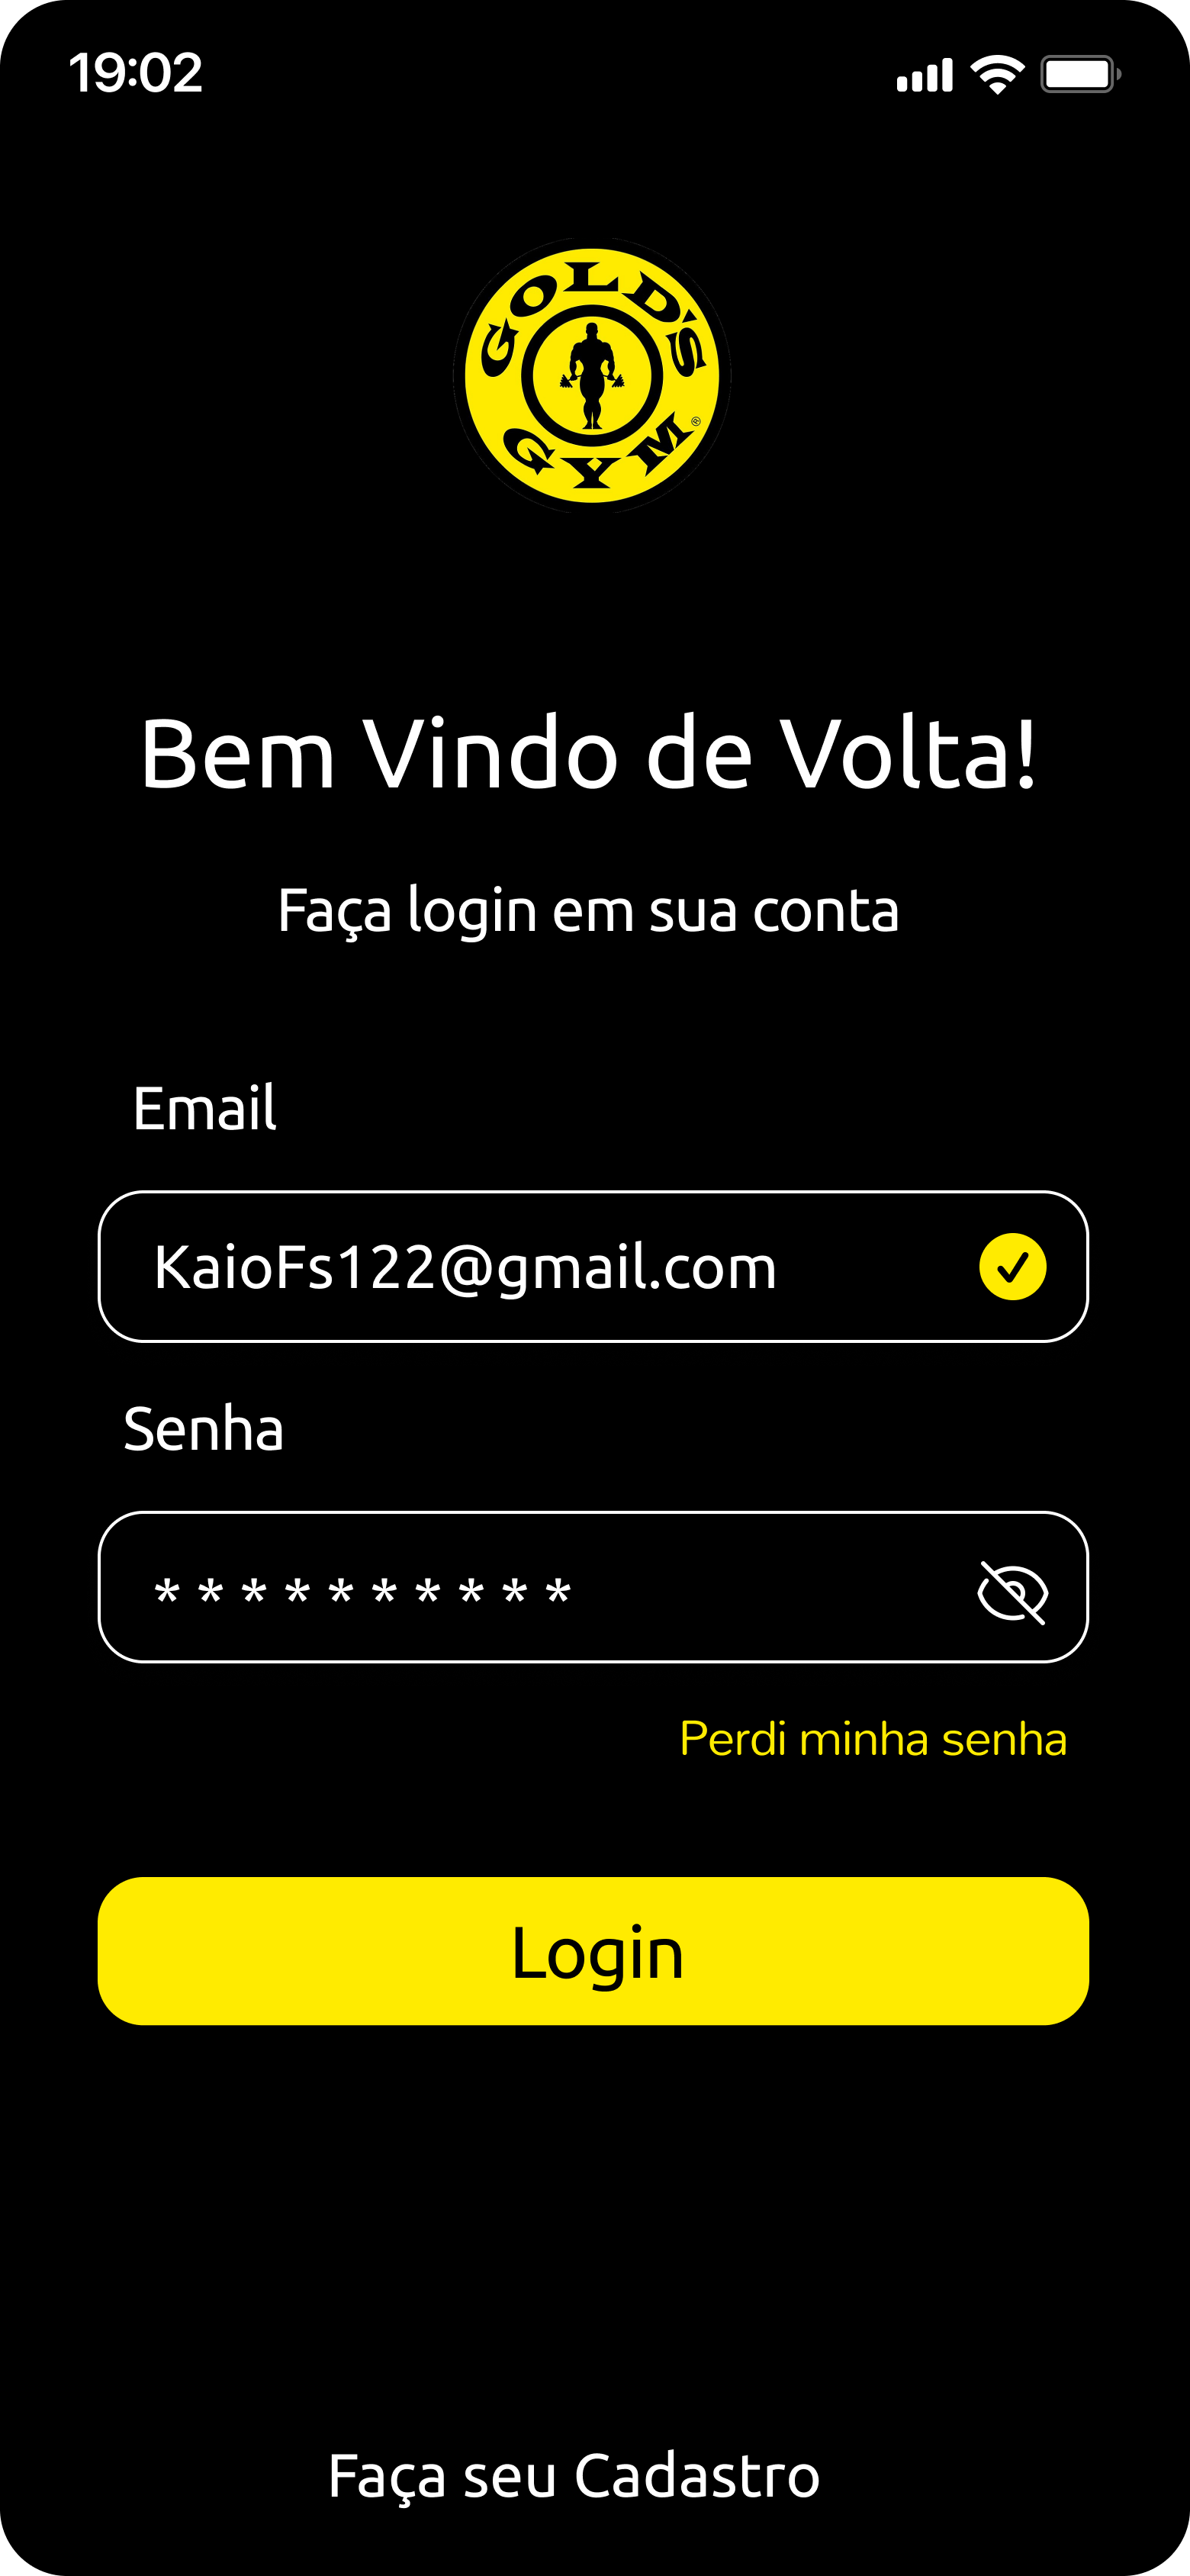 19:02
GOLD'S
GYM®
Bem Vindo de Volta!
Faça login em sua conta
Email
KaioFs122@gmail.com
Senha
* * * * * * * * * *
Perdi minha senha
Login
Faça seu Cadastro